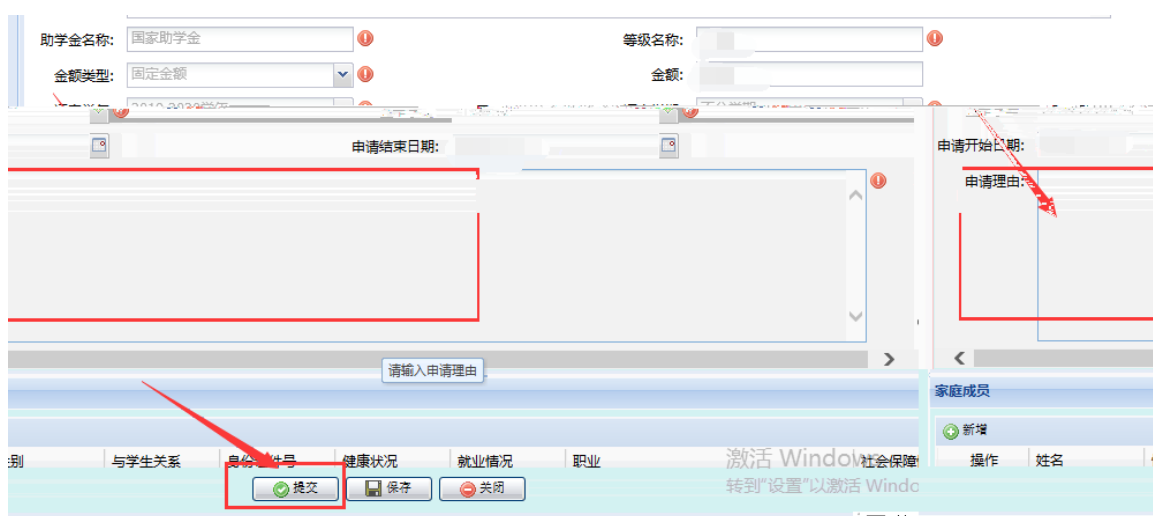 助学金名称: 国家助学金 等级名称:
金额类型: 固定金额 金额:
申请结束日期: 申请开始日期:
申请理由:
请输入申请理由
家庭成员
新增
与学生关系 健康状况 就业情况 职业 社会保障 操作 姓名
激活 Windows
提交 保存 关闭
转到"设置"以激活 Windo